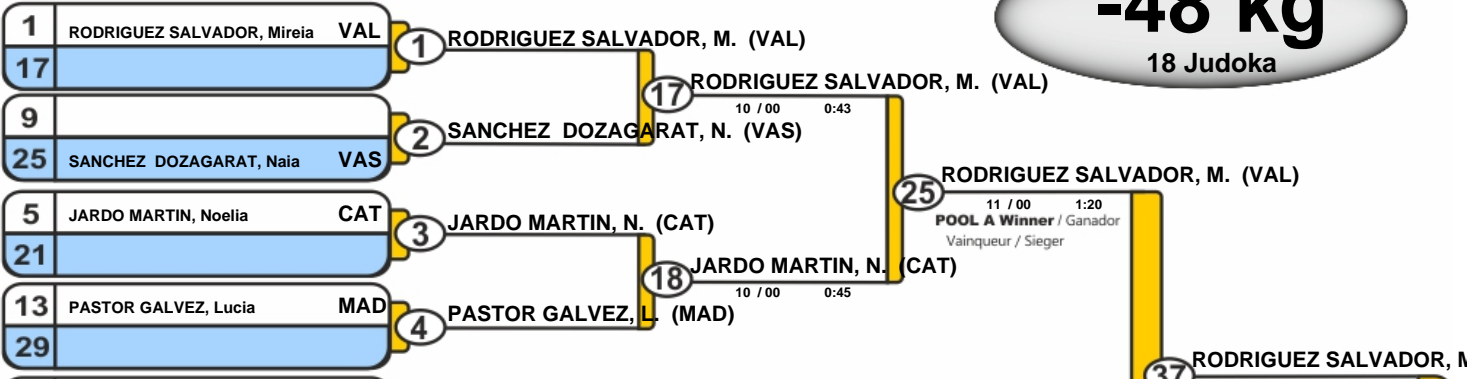 -48 kg
18 Judoka
1 RODRIGUEZ SALVADOR, Mireia VAL
17
1 RODRIGUEZ SALVADOR, M. (VAL)
9
25 SANCHEZ DOZAGARAT, Naia VAS
2 SANCHEZ DOZAGARAT, N. (VAS)
17 RODRIGUEZ SALVADOR, M. (VAL)
10 / 00 0:43
5 JARDO MARTIN, Noelia CAT
21
3 JARDO MARTIN, N. (CAT)
13 PASTOR GALVEZ, Lucia MAD
29
4 PASTOR GALVEZ, L. (MAD)
18 JARDO MARTIN, N. (CAT)
10 / 00 0:45
25 RODRIGUEZ SALVADOR, M. (VAL)
11 / 00 1:20
POOL A Winner / Ganador
Vainqueur / Sieger
37 RODRIGUEZ SALVADOR, M